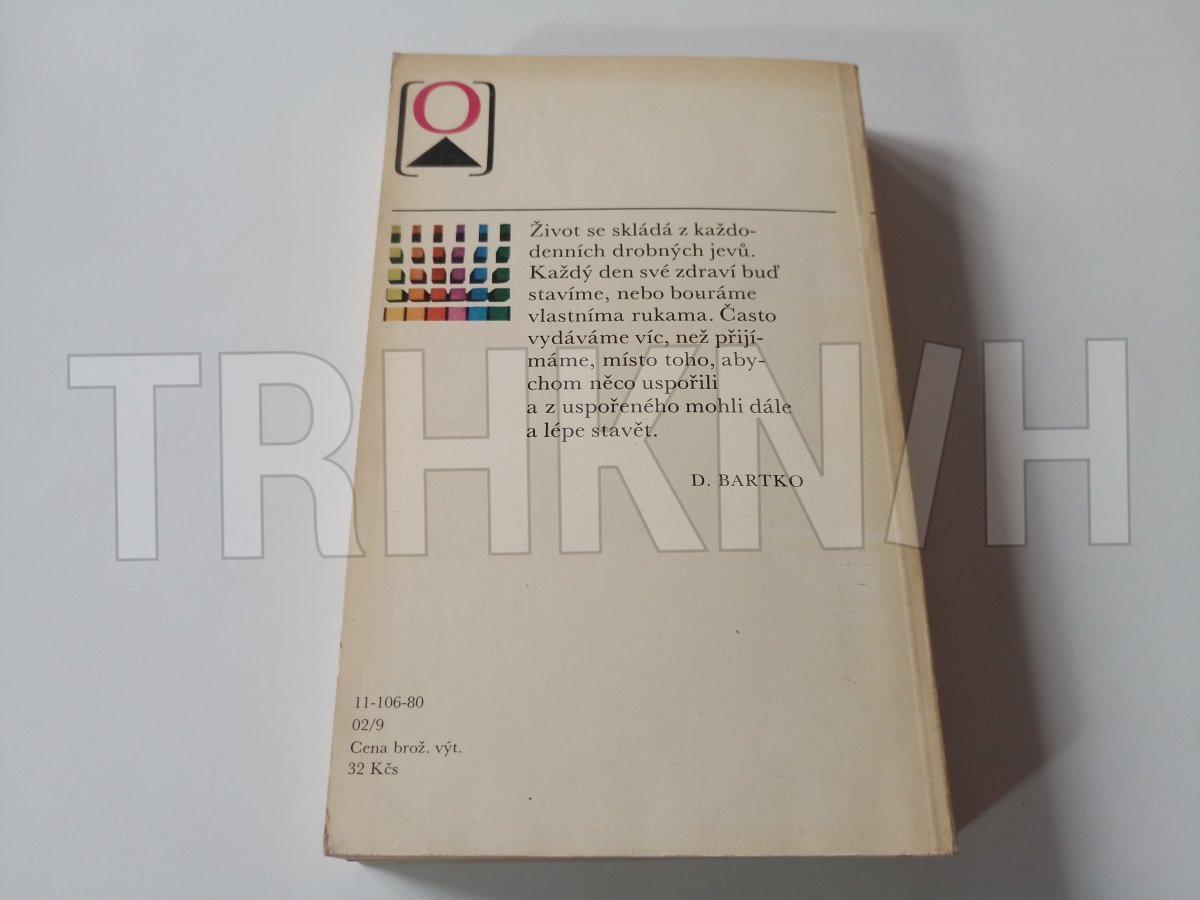 O
Život se skládá z každo-
denních drobných jevů.
Každý den své zdraví buď
stavíme, nebo bouráme
vlastníma rukama. Často
vydáváme víc, než přijí-
máme, místo toho, aby-
chom něco uspořili
a z uspořeného mohli dále
a lépe stavět.
D. BARTKO
TRHKNIH
11-106-80
02/9
Cena brož. výt.
32 Kčs